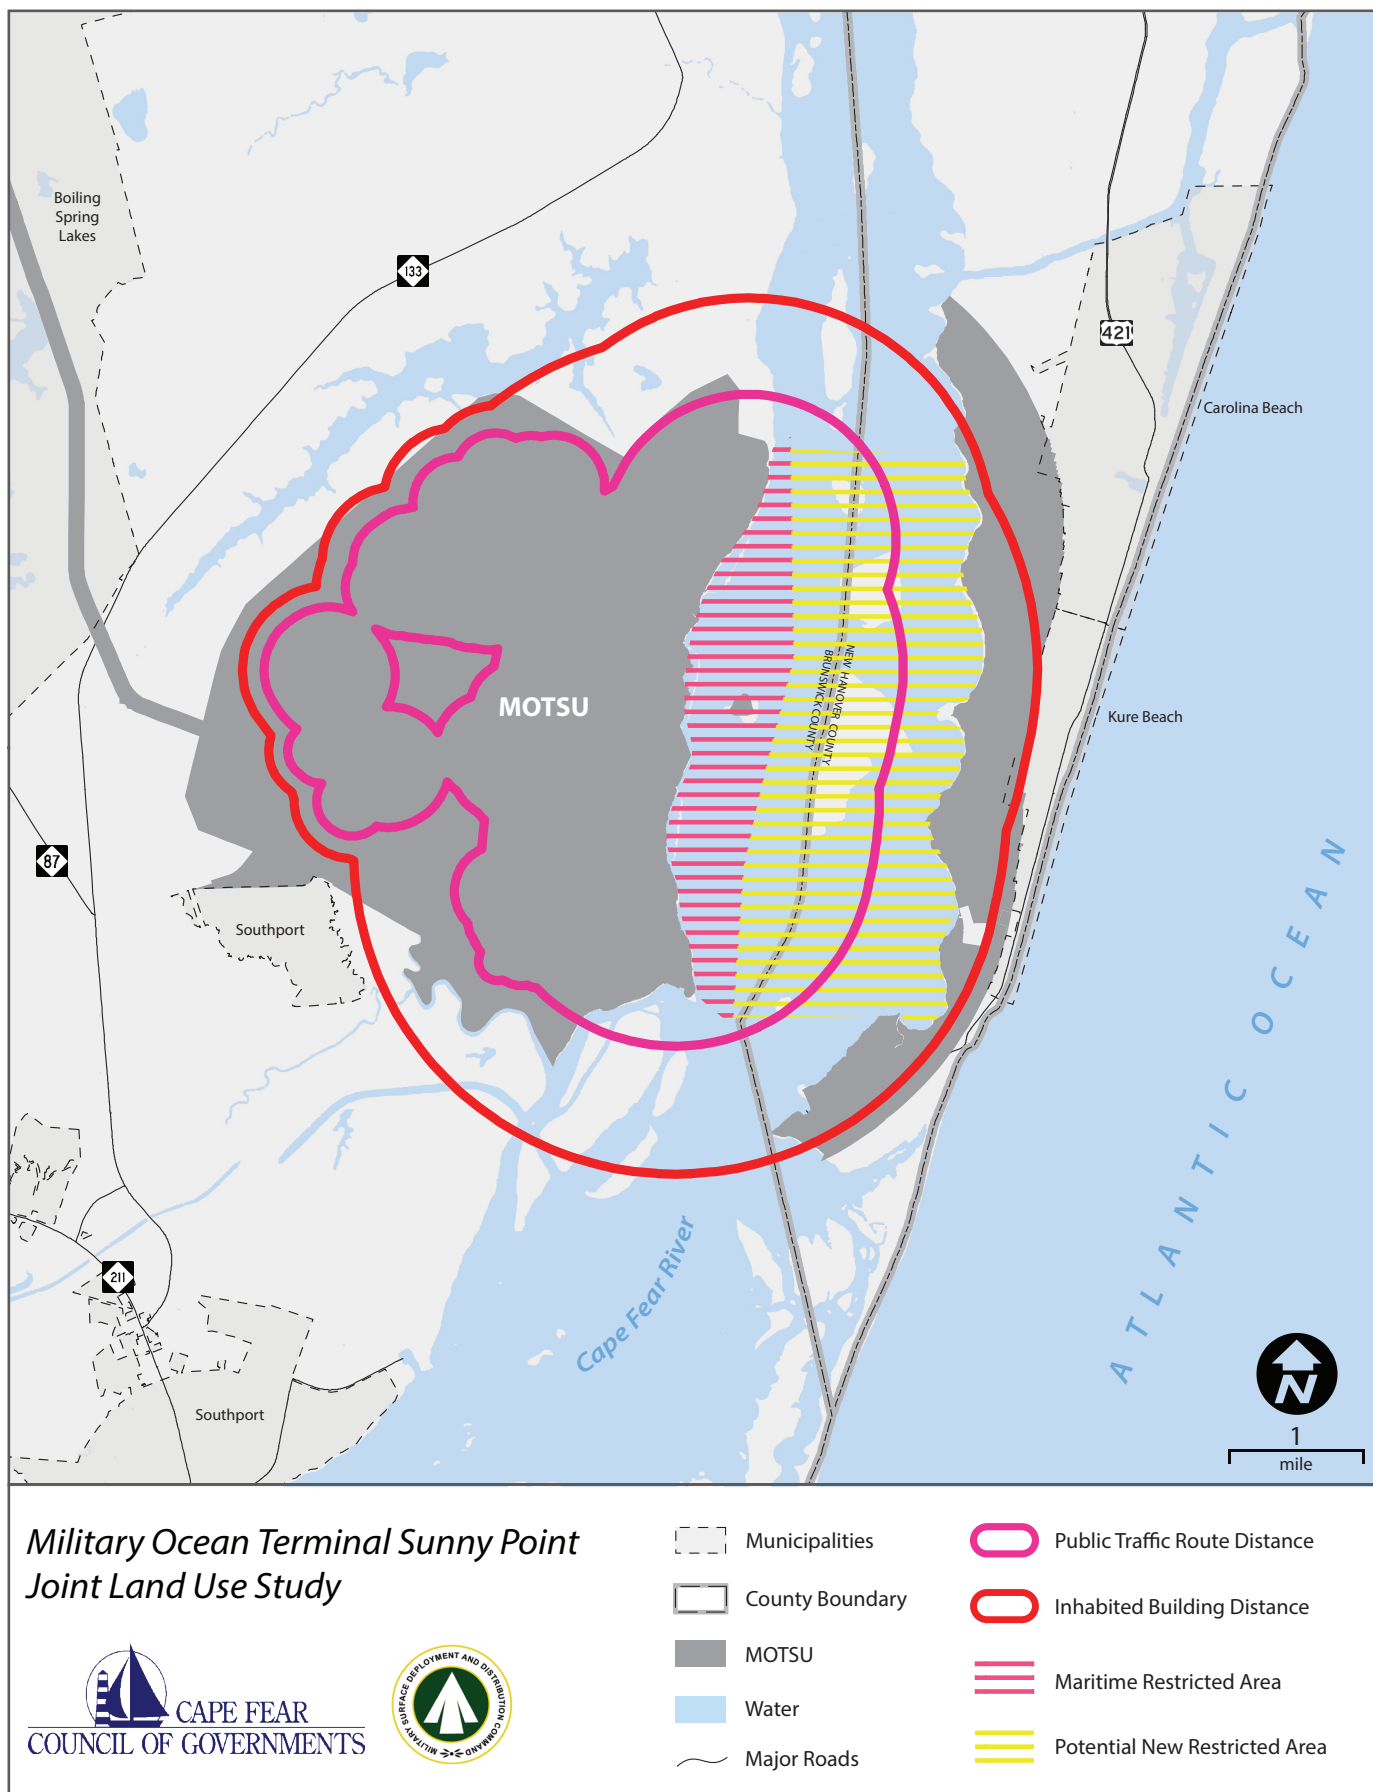 Boiling
Spring
Lakes
133
421
Carolina Beach
NEW HANOVER COUNTY
BRUNSWICK COUNTY
MOTSU
Kure Beach
87
Southport
ATLANTIC OCEAN
Cape Fear River
211
Southport
N
1
mile
Military Ocean Terminal Sunny Point
Joint Land Use Study
CAPE FEAR
COUNCIL OF GOVERNMENTS
MILITARY SURFACE DEPLOYMENT AND DISTRIBUTION COMMAND
Municipalities
County Boundary
MOTSU
Water
Major Roads
Public Traffic Route Distance
Inhabited Building Distance
Maritime Restricted Area
Potential New Restricted Area